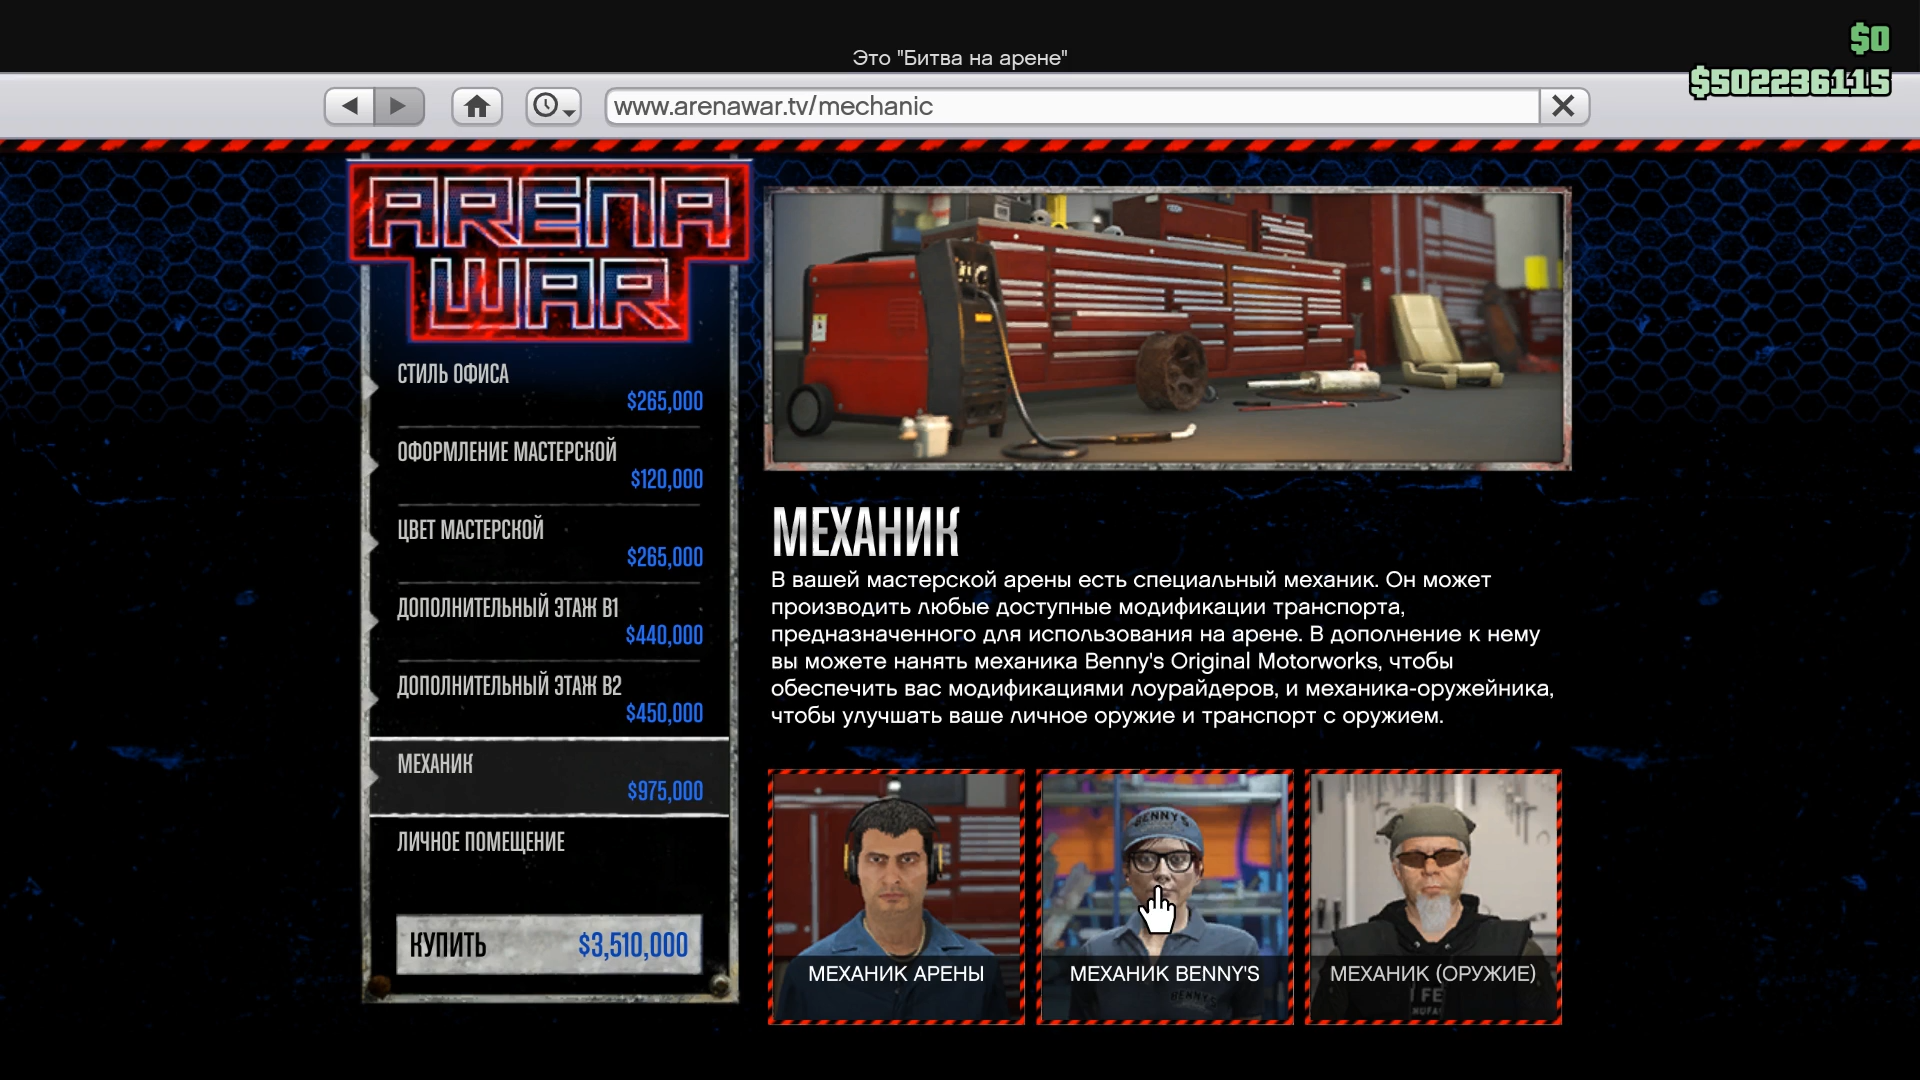 $0
Это "Битва на арене"
$502236115
www.arenawar.tv/mechanic
ARENA
WAR
СТИЛЬ ОФИСА
$265,000
ОФОРМЛЕНИЕ МАСТЕРСКОЙ
$120,000
ЦВЕТ МАСТЕРСКОЙ
$265,000
ДОПОЛНИТЕЛЬНЫЙ ЭТАЖ B1
$440,000
ДОПОЛНИТЕЛЬНЫЙ ЭТАЖ B2
$450,000
МЕХАНИК
$975,000
ЛИЧНОЕ ПОМЕЩЕНИЕ
КУПИТЬ $3,510,000
МЕХАНИК
В вашей мастерской арены есть специальный механик. Он может
производить любые доступные модификации транспорта,
предназначенного для использования на арене. В дополнение к нему
вы можете нанять механика Benny's Original Motorworks, чтобы
обеспечить вас модификациями лоурайдеров, и механика-оружейника,
чтобы улучшать ваше личное оружие и транспорт с оружием.
BENNY'S
МЕХАНИК АРЕНЫ
МЕХАНИК BENNY'S
МЕХАНИК (ОРУЖИЕ)
BENNY'S